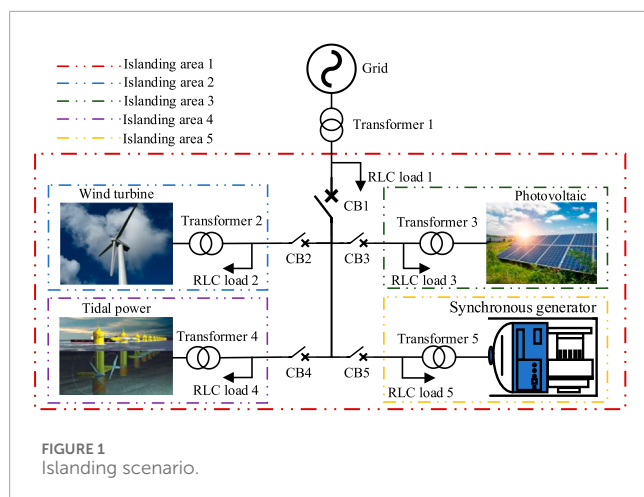 Islanding area 1
Islanding area 2
Islanding area 3
Islanding area 4
Islanding area 5
Grid
Transformer 1
RLC load 1
CB1
Wind turbine
Transformer 2
RLC load 2
CB2
CB3
Photovoltaic
Transformer 3
RLC load 3
Tidal power
Transformer 4
RLC load 4
CB4
CB5
Synchronous generator
Transformer 5
RLC load 5
FIGURE 1
Islanding scenario.